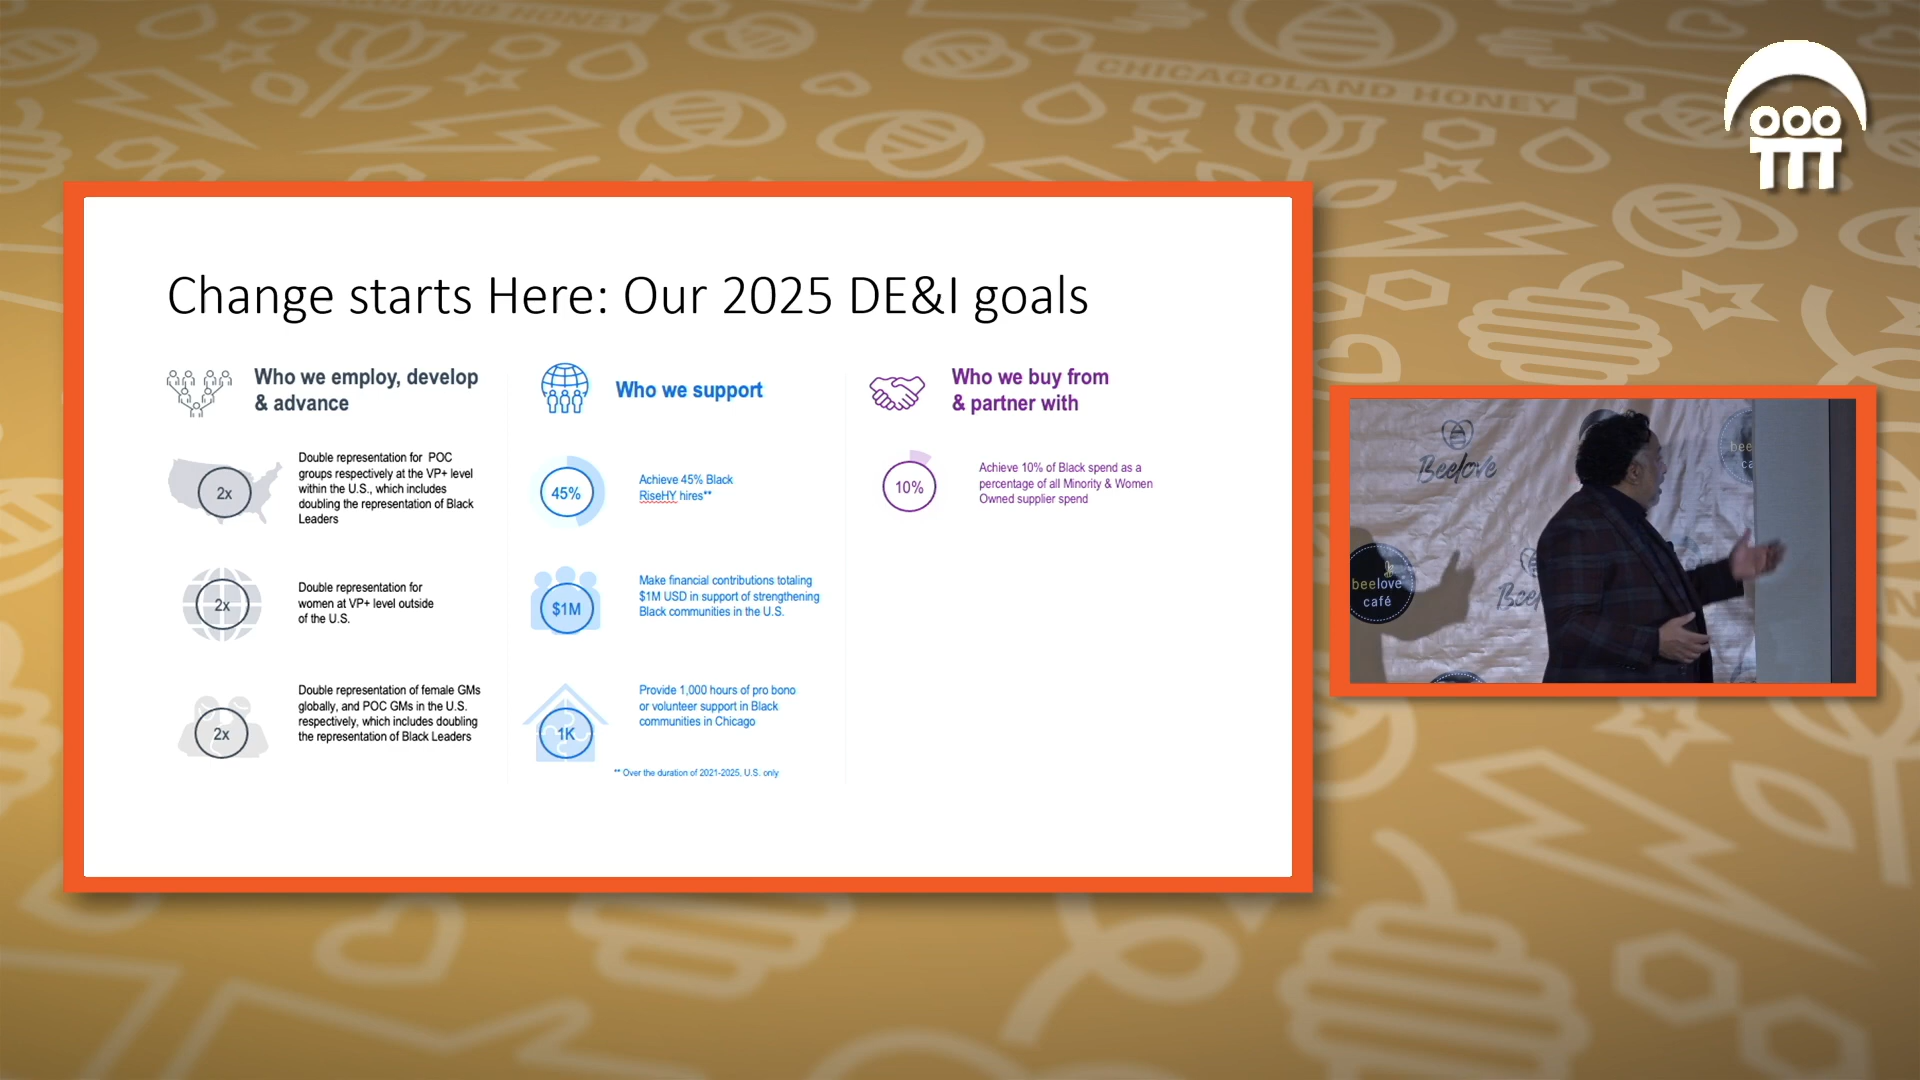 CHICAGOLAND HONEY
CHICAGOLAND HONEY
Change starts Here: Our 2025 DE&I goals
Who we employ, develop
& advance
2x
Double representation for POC
groups respectively at the VP+ level
within the U.S., which includes
doubling the representation of Black
Leaders
2x
Double representation for
women at VP+ level outside
of the U.S.
2x
Double representation of female GMs
globally, and POC GMs in the U.S.
respectively, which includes doubling
the representation of Black Leaders
Who we support
45%
Achieve 45% Black
RiseHY hires**
$1M
Make financial contributions totaling
$1M USD in support of strengthening
Black communities in the U.S.
1K
Provide 1,000 hours of pro bono
or volunteer support in Black
communities in Chicago
** Over the duration of 2021-2025, U.S. only
Who we buy from
& partner with
10%
Achieve 10% of Black spend as a
percentage of all Minority & Women
Owned supplier spend
Beelove
bee
ca
beelove
café
Beel